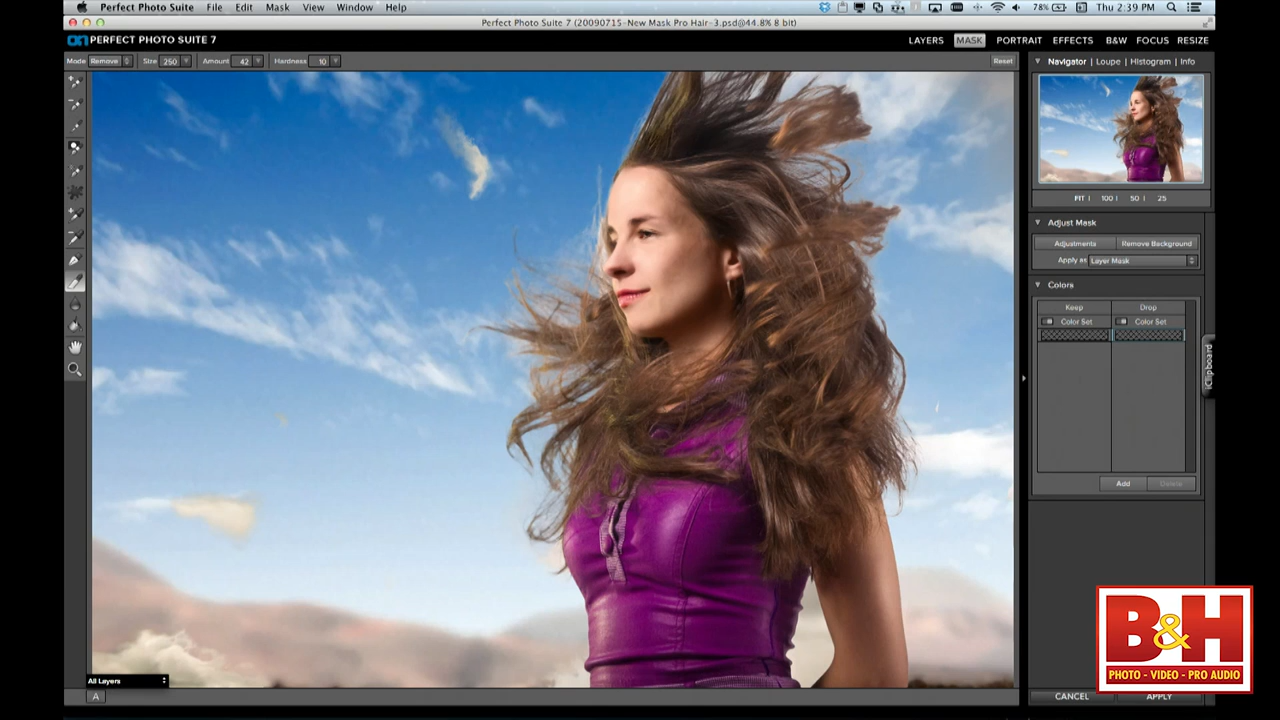 Perfect Photo Suite File Edit Mask View Window Help 78% Thu 2:39 PM
Perfect Photo Suite 7 (20090715-New Mask Pro Hair-3.psd@44.8% 8 bit)
on PERFECT PHOTO SUITE 7 LAYERS MASK PORTRAIT EFFECTS B&W FOCUS RESIZE
Mode Remove Size 250 Amount 42 Hardness 10 Reset
Navigator Loupe Histogram Info
FIT 100 50 25
Adjust Mask
Adjustments Remove Background
Apply as Layer Mask
Colors
Keep Drop
Color Set Color Set
iClipboard
Add Delete
B&H
PHOTO - VIDEO - PRO AUDIO
All Layers
A
CANCEL APPLY